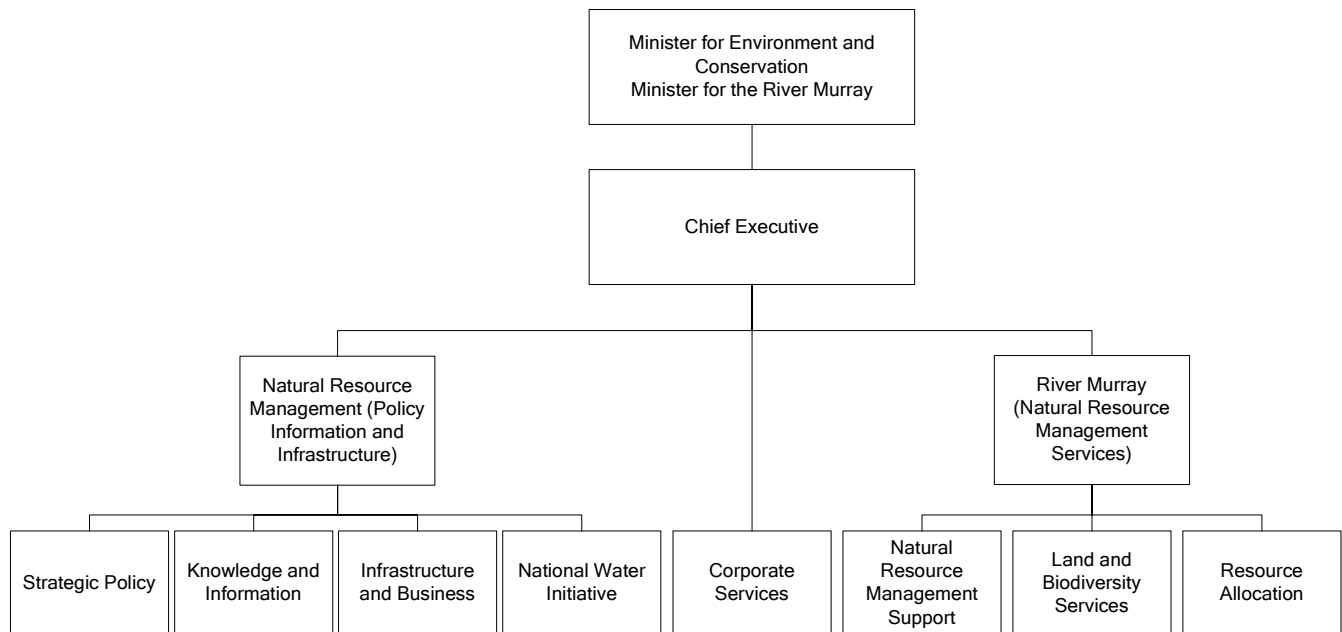 Minister for Environment and
Conservation
Minister for the River Murray
Chief Executive
Natural Resource
Management (Policy
Information and
Infrastructure)
River Murray
(Natural Resource
Management
Services)
Strategic Policy
Knowledge and
Information
Infrastructure
and Business
National Water
Initiative
Corporate
Services
Natural
Resource
Management
Support
Land and
Biodiversity
Services
Resource
Allocation